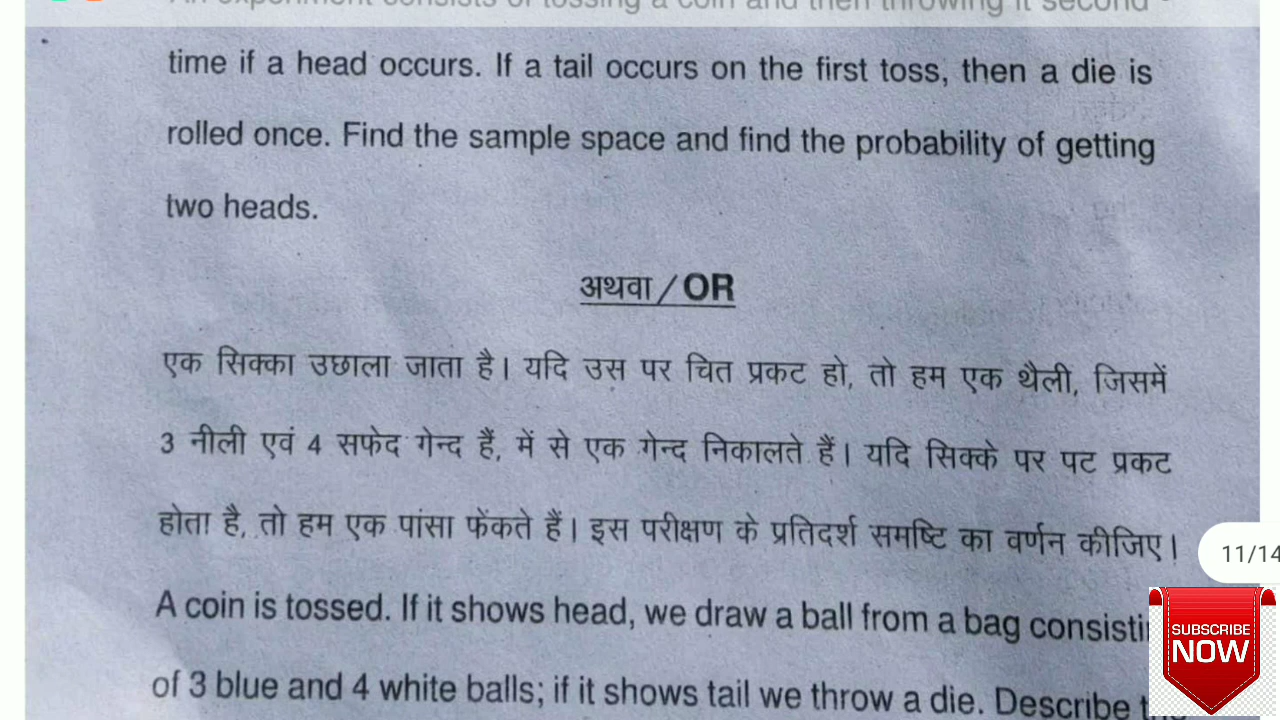 An experiment consists of tossing a coin and then throwing it second
time if a head occurs. If a tail occurs on the first toss, then a die is
rolled once. Find the sample space and find the probability of getting
two heads.
अथवा / OR
एक सिक्का उछाला जाता है। यदि उस पर चित प्रकट हो, तो हम एक थैली, जिसमें
3 नीली एवं 4 सफेद गेन्द हैं, में से एक गेन्द निकालते हैं। यदि सिक्के पर पट प्रकट
होता है, तो हम एक पांसा फेंकते हैं। इस परीक्षण के प्रतिदर्श समष्टि का वर्णन कीजिए।
11/14
A coin is tossed. If it shows head, we draw a ball from a bag
of 3 blue and 4 white balls; if it shows tail we throw a die. Describe
SUBSCRIBE
NOW